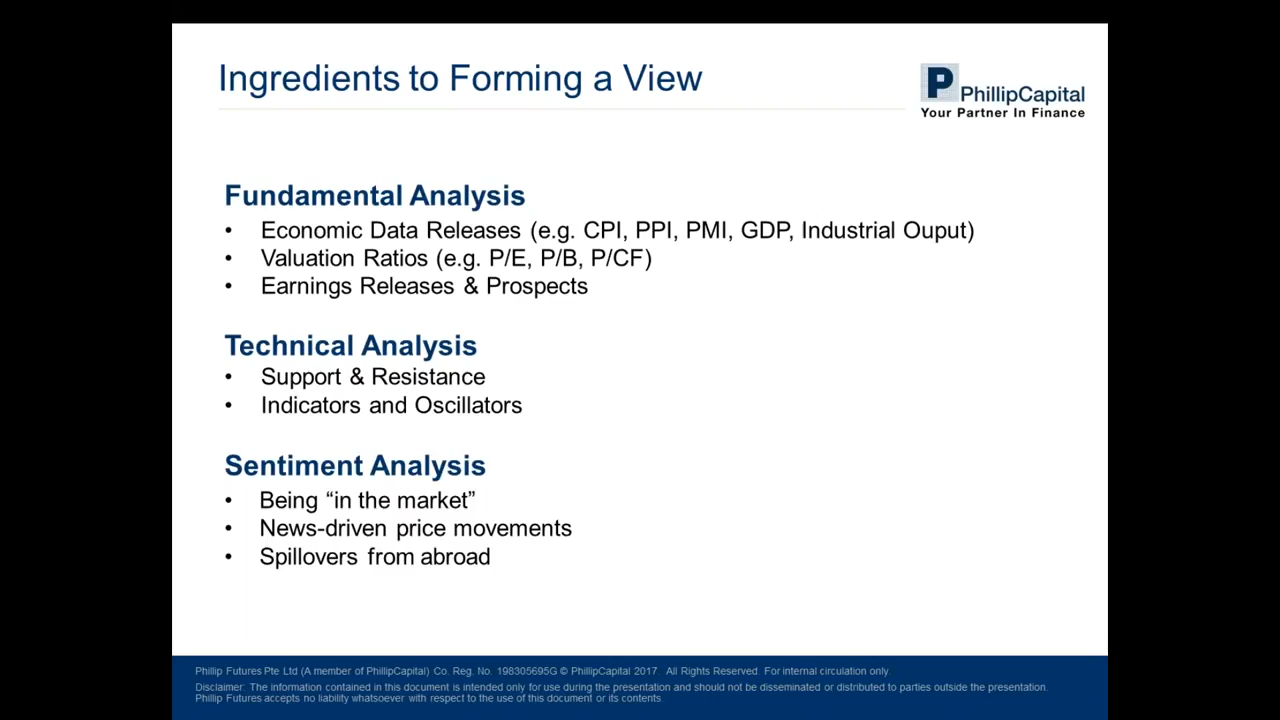 Ingredients to Forming a View
P
PhillipCapital
Your Partner In Finance
Fundamental Analysis
• Economic Data Releases (e.g. CPI, PPI, PMI, GDP, Industrial Ouput)
• Valuation Ratios (e.g. P/E, P/B, P/CF)
• Earnings Releases & Prospects
Technical Analysis
• Support & Resistance
• Indicators and Oscillators
Sentiment Analysis
• Being “in the market”
• News-driven price movements
• Spillovers from abroad
Phillip Futures Pte Ltd (A member of PhillipCapital) Co. Reg. No. 198305695G © PhillipCapital 2017. All Rights Reserved. For internal circulation only.
Disclaimer: The information contained in this document is intended only for use during the presentation and should not be disseminated or distributed to parties outside the presentation.
Phillip Futures accepts no liability whatsoever with respect to the use of this document or its contents.